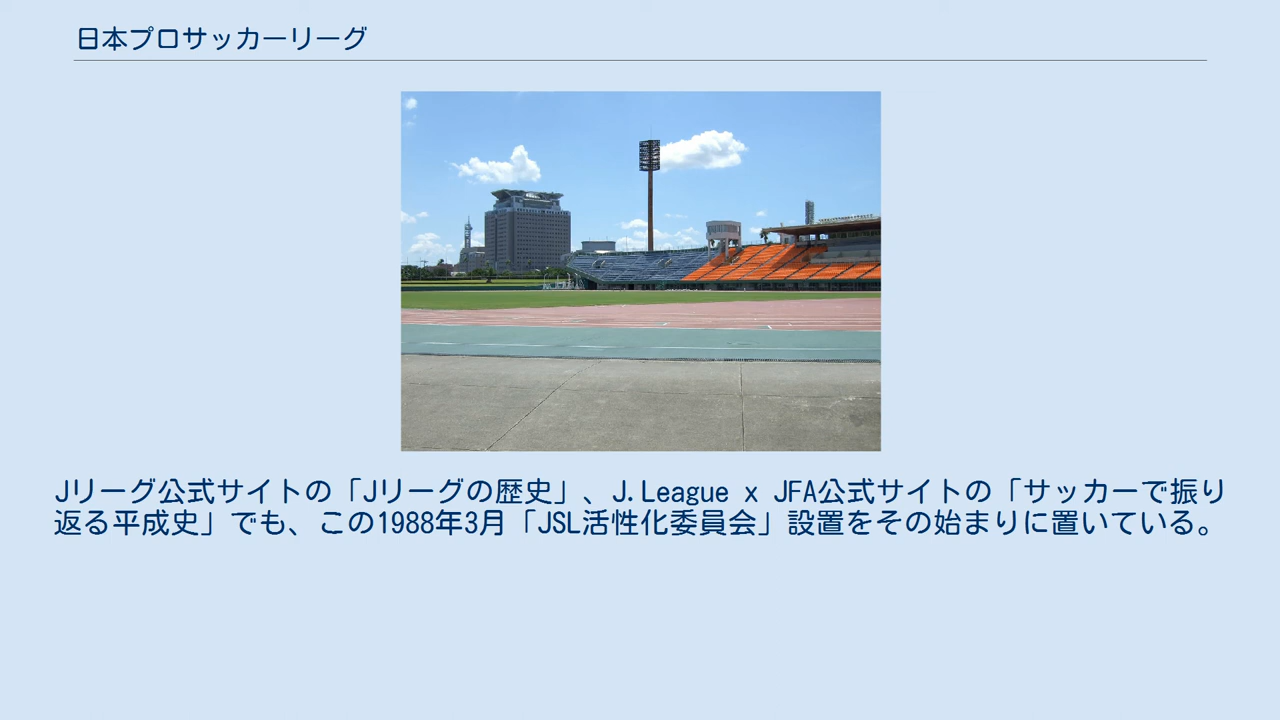 日本プロサッカーリーグ
Jリーグ公式サイトの「Jリーグの歴史」、J.League x JFA公式サイトの「サッカーで振り
返る平成史」でも、この1988年3月「JSL活性化委員会」設置をその始まりに置いている。